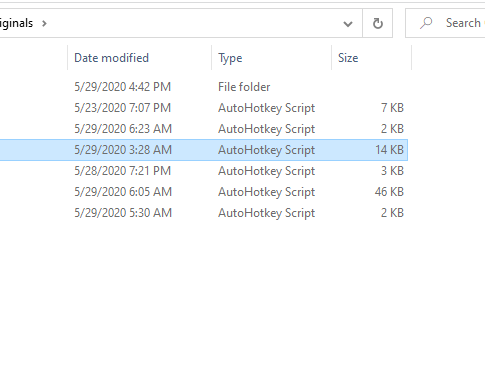 iginals
Search
Date modified Type Size
5/29/2020 4:42 PM File folder
5/23/2020 7:07 PM AutoHotkey Script 7 KB
5/29/2020 6:23 AM AutoHotkey Script 2 KB
5/29/2020 3:28 AM AutoHotkey Script 14 KB
5/28/2020 7:21 PM AutoHotkey Script 3 KB
5/29/2020 6:05 AM AutoHotkey Script 46 KB
5/29/2020 5:30 AM AutoHotkey Script 2 KB